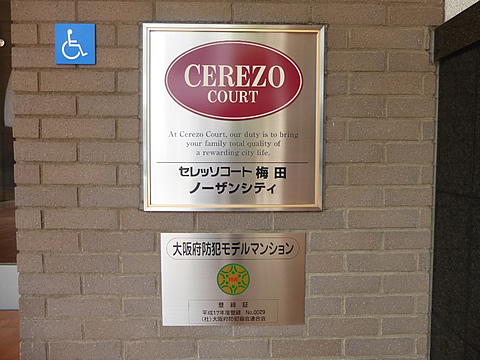 CEREZO
COURT
At Cerezo Court, our duty is to bring
your family total quality of
a rewarding city life.
セレッソコート 梅田
ノーザンシティ
大阪府防犯モデルマンション
登録証
平成17年度登録 No.0029
(社)大阪府防犯協会連合会